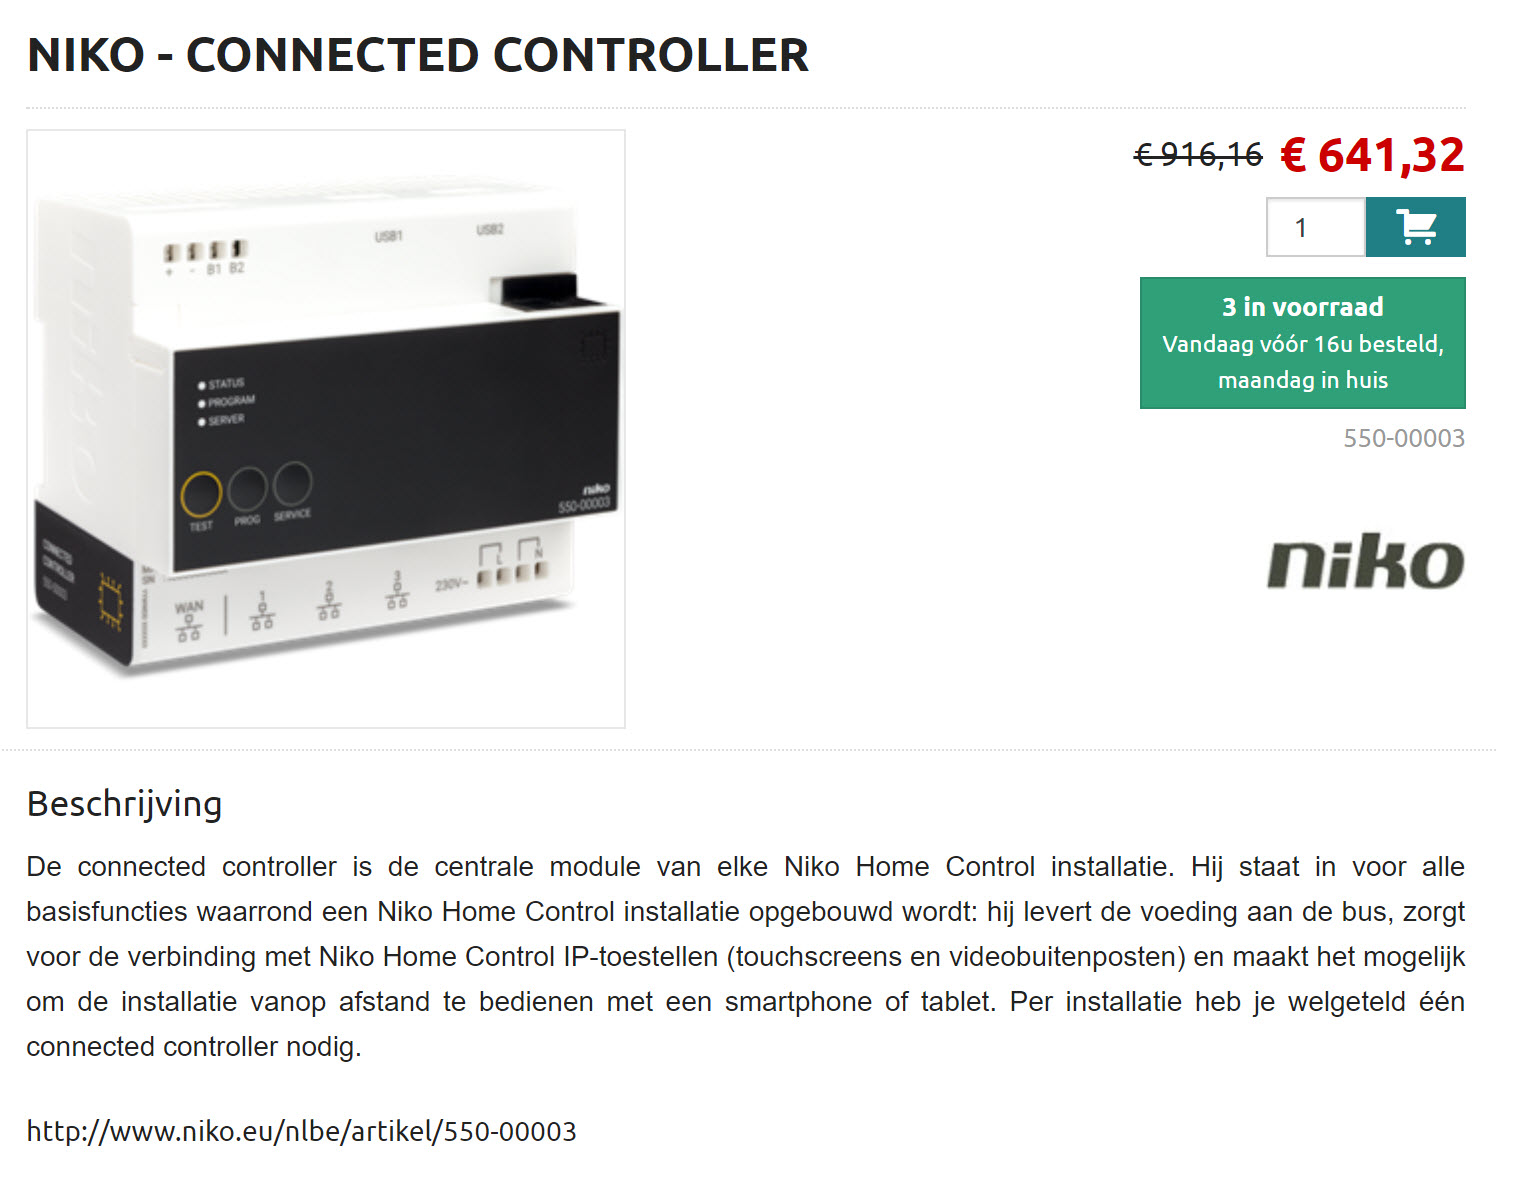 NIKO - CONNECTED CONTROLLER
€ 916,16 € 641,32
1
3 in voorraad
Vandaag vóór 16u besteld,
maandag in huis
550-00003
niko
USB1
USB2
+ - B1 B2
STATUS
PROGRAM
SERVER
TEST PROG SERVICE
niko
550-00003
CONNECTED
CONTROLLER
550-00003
SN
WAN
1
2
3
230V~
L
N
Beschrijving
De connected controller is de centrale module van elke Niko Home Control installatie. Hij staat in voor alle
basisfuncties waarrond een Niko Home Control installatie opgebouwd wordt: hij levert de voeding aan de bus, zorgt
voor de verbinding met Niko Home Control IP-toestellen (touchscreens en videobuitenposten) en maakt het mogelijk
om de installatie vanop afstand te bedienen met een smartphone of tablet. Per installatie heb je welgeteld één
connected controller nodig.
http://www.niko.eu/nlbe/artikel/550-00003